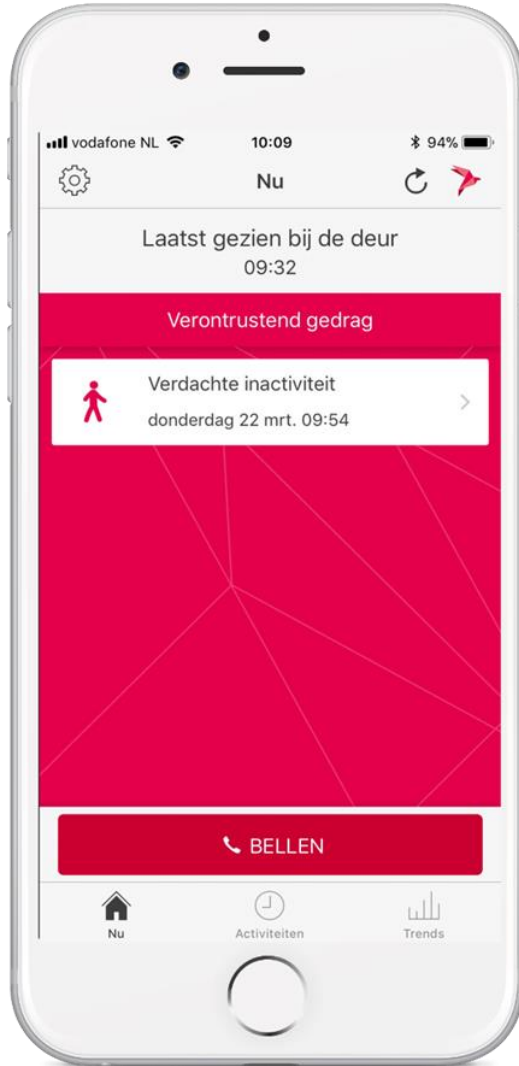 vodafone NL 10:09 94%
Nu
Laatst gezien bij de deur
09:32
Verontrustend gedrag
Verdachte inactiviteit
donderdag 22 mrt. 09:54
BELLEN
Nu Activiteiten Trends